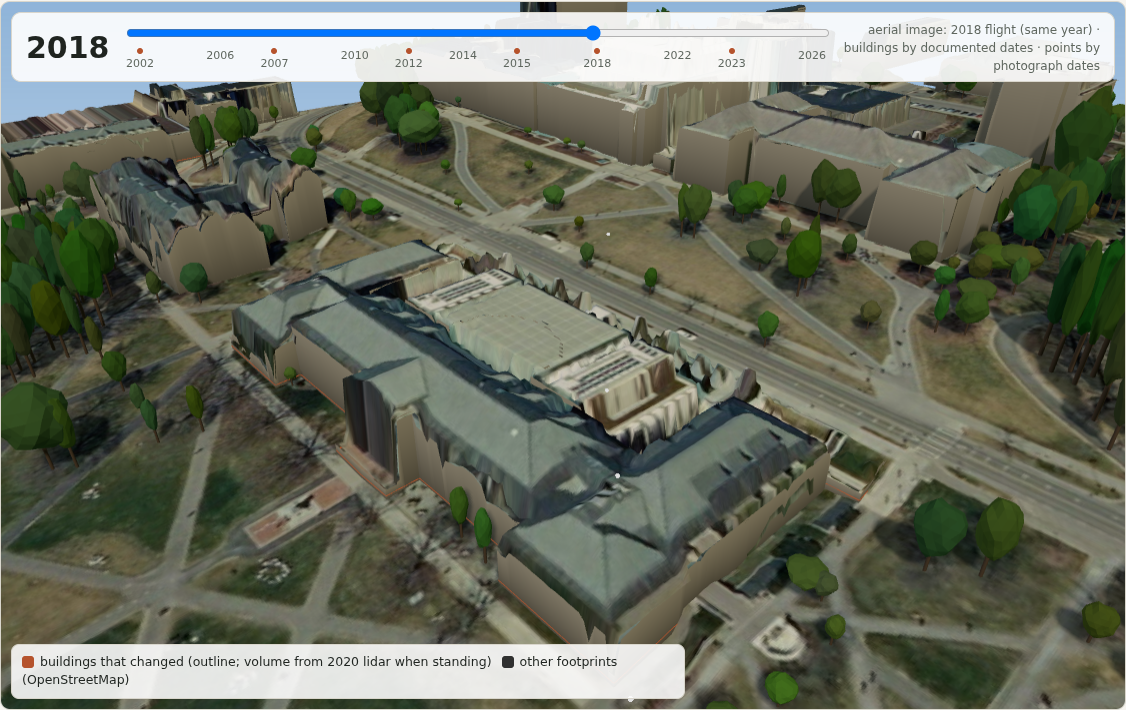 2018
2002
2006
2007
2010
2012
2014
2015
2018
2022
2023
2026
aerial image: 2018 flight (same year) ·
buildings by documented dates · points by
photograph dates
buildings that changed (outline; volume from 2020 lidar when standing)
other footprints
(OpenStreetMap)